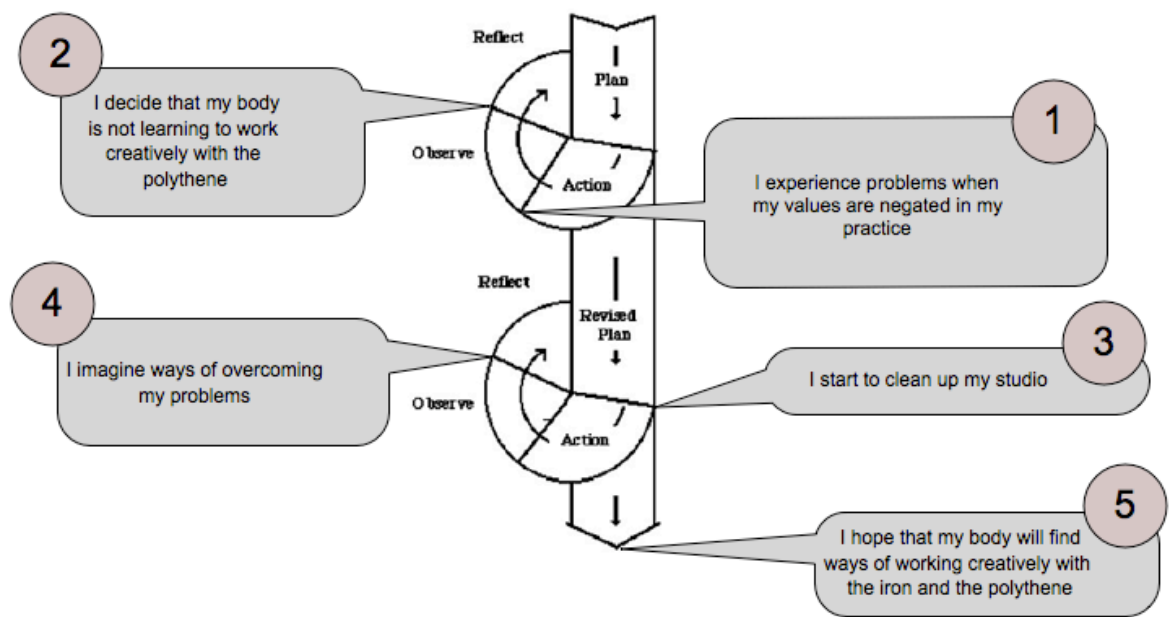 Reflect
Plan
Observe
Action
2
I decide that my body
is not learning to work
creatively with the
polythene
1
I experience problems when
my values are negated in my
practice
Reflect
Revised
Plan
Observe
Action
4
I imagine ways of overcoming
my problems
3
I start to clean up my studio
5
I hope that my body will find
ways of working creatively with
the iron and the polythene